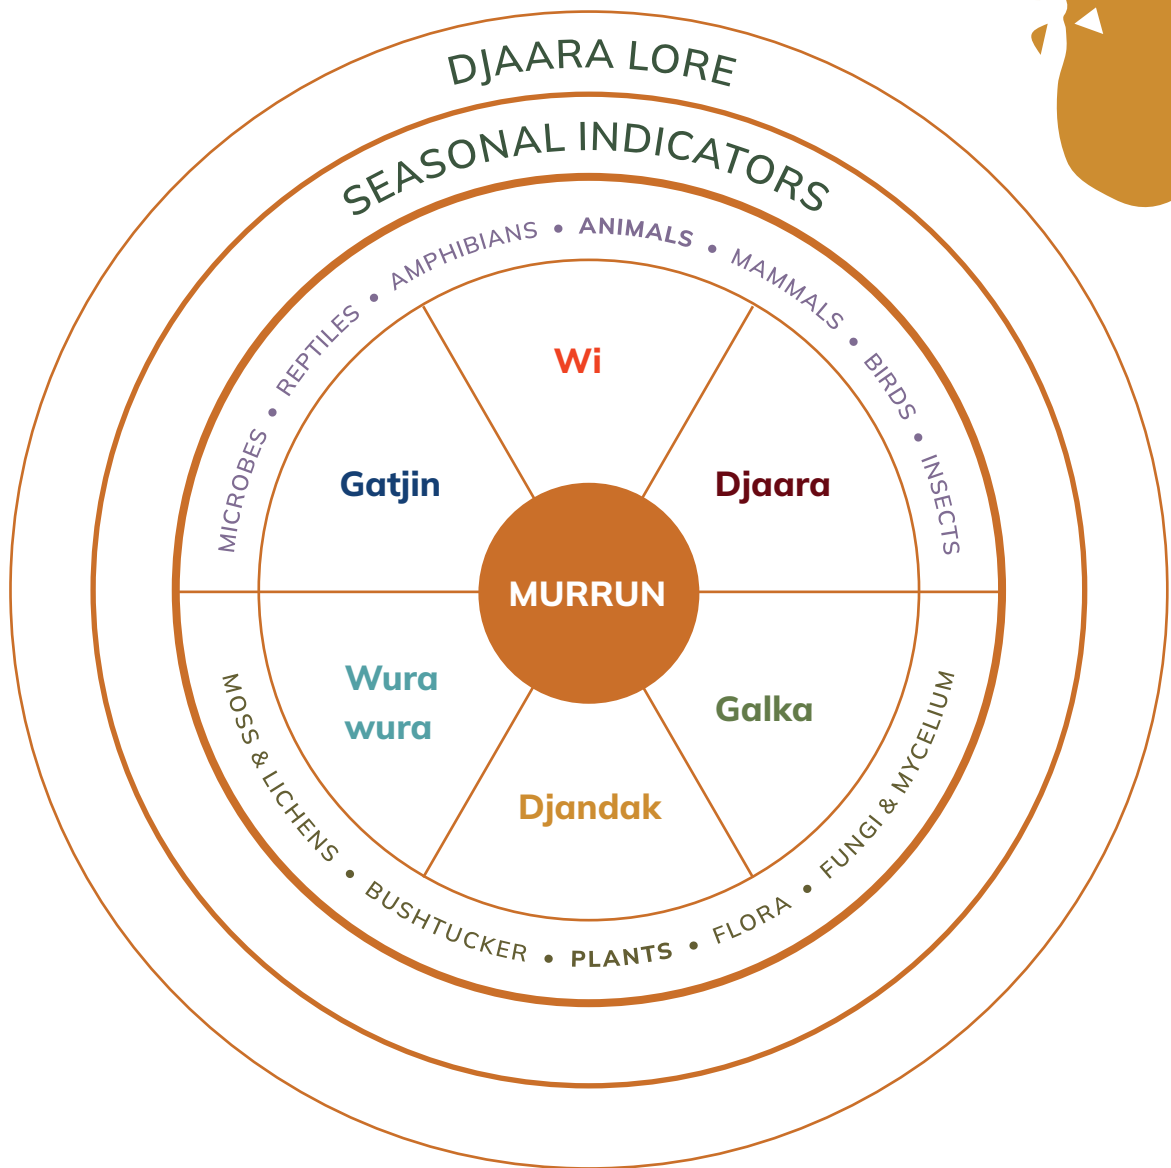 DJAARA LORE
SEASONAL INDICATORS
MICROBES • REPTILES • AMPHIBIANS • ANIMALS • MAMMALS • BIRDS • INSECTS
Wi
Gatjin
Djaara
MURRUN
Wura
wura
Galka
Djandak
MOSS & LICHENS • BUSHTUCKER • PLANTS • FLORA • FUNGI & MYCELIUM